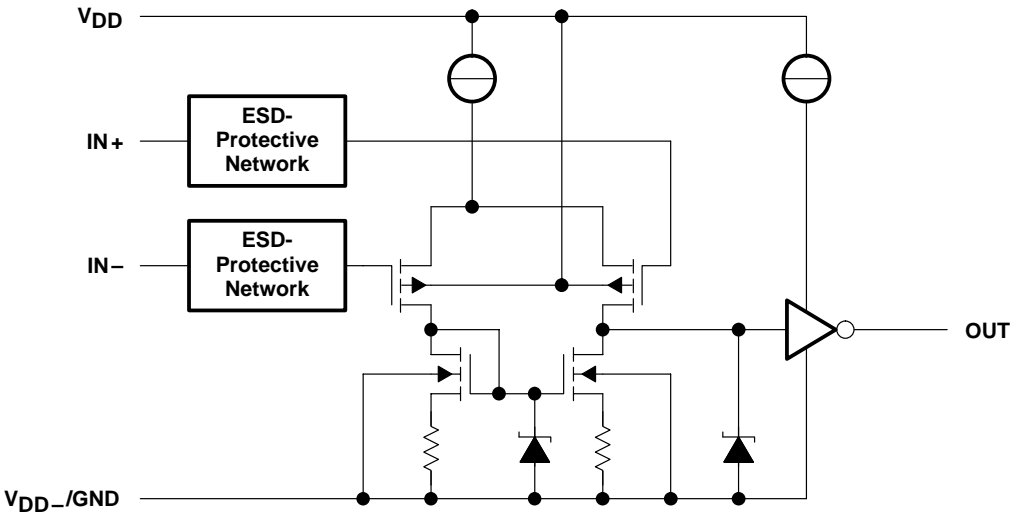 VDD
ESD-
Protective
Network
IN+
ESD-
Protective
Network
IN−
OUT
VDD−/GND